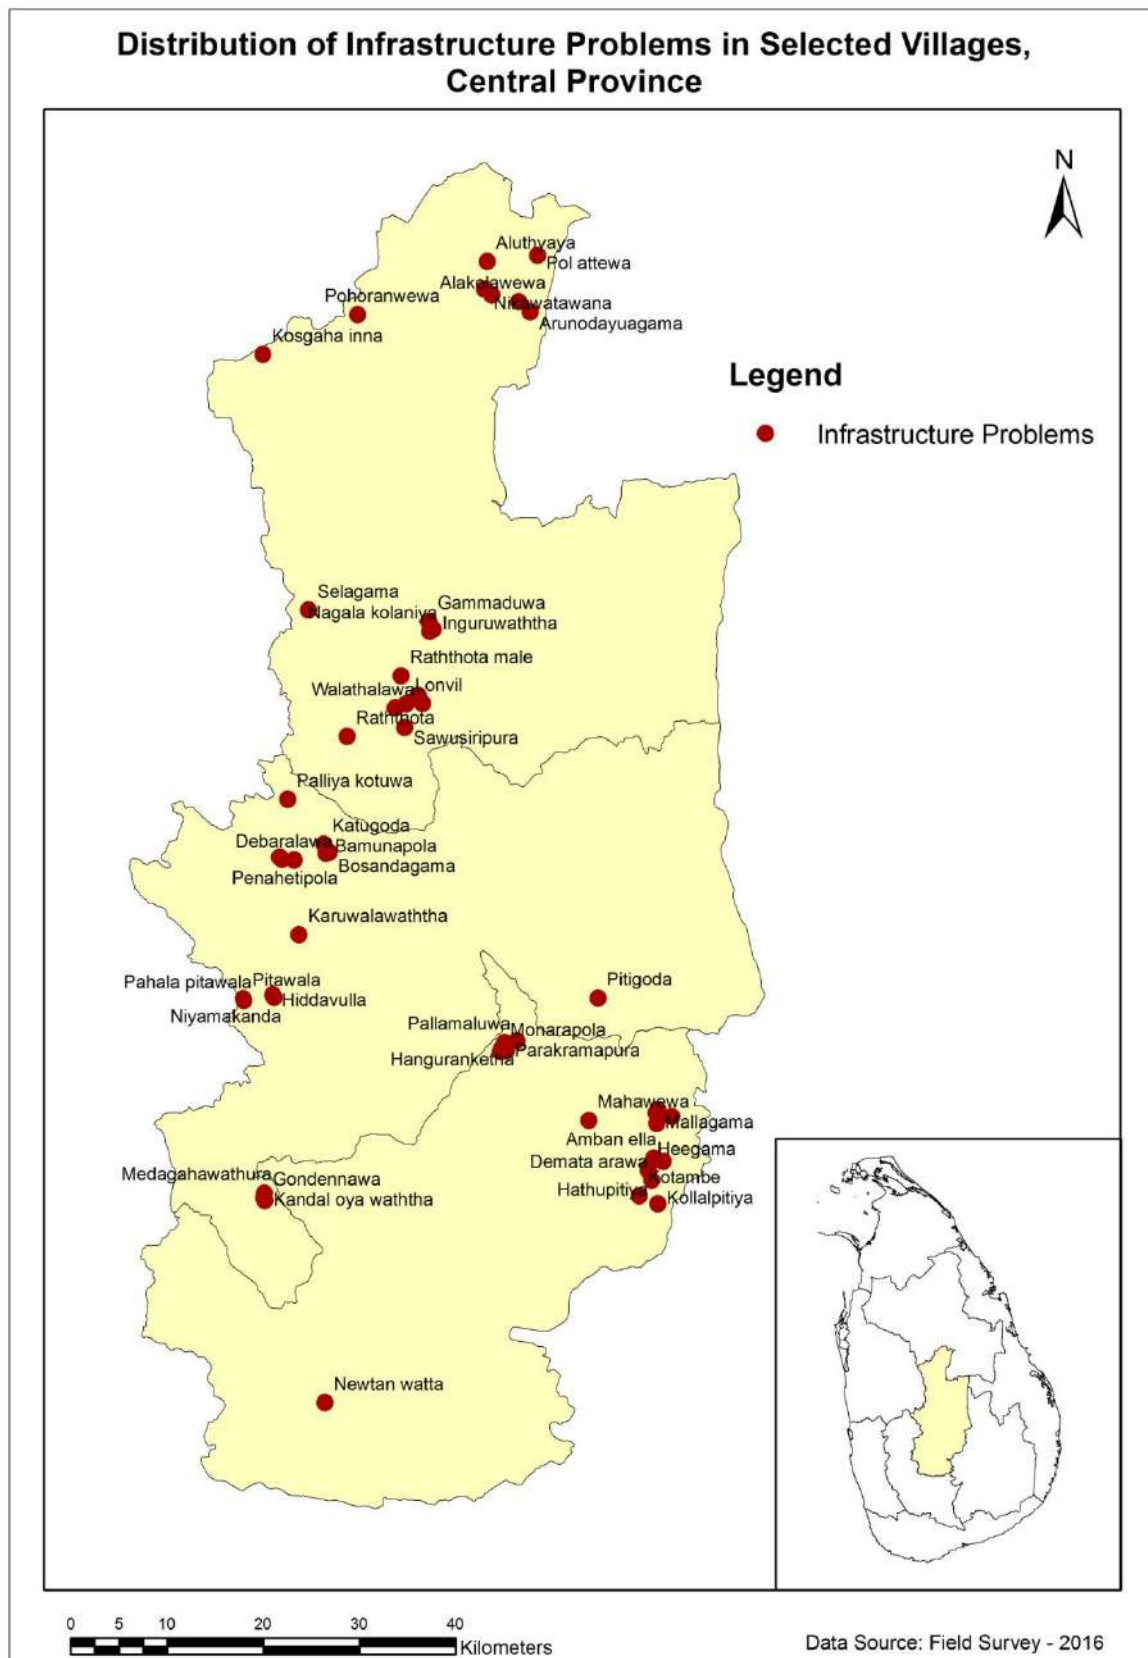 Distribution of Infrastructure Problems in Selected Villages,
Central Province
N
Aluthvaya
Pol attewa
Alakolawewa
Nikawatawana
Pohoranwewa
Arunodayuagama
Kosgaha inna
Legend
Infrastructure Problems
Selagama
Gammaduwa
Nagala kolaniya
Inguruwaththa
Raththota male
Walathalawa
Lonvil
Raththota
Sawusiripura
Palliya kotuwa
Katugoda
Debaralawa
Bamunapola
Bosandagama
Penahetipola
Karuwalawaththa
Pahala pitawala
Pitawala
Hiddavulla
Niyamakanda
Pitigoda
Pallamaluwa
Monarapola
Hanguranketha
Parakramapura
Mahawewa
Mallagama
Amban ella
Heegama
Demata arawa
Kotambe
Hathupitiya
Kollalpitiya
Medagahawathura
Gondennawa
Kandal oya waththa
Newtan watta
0 5 10 20 30 40
Kilometers
Data Source: Field Survey - 2016